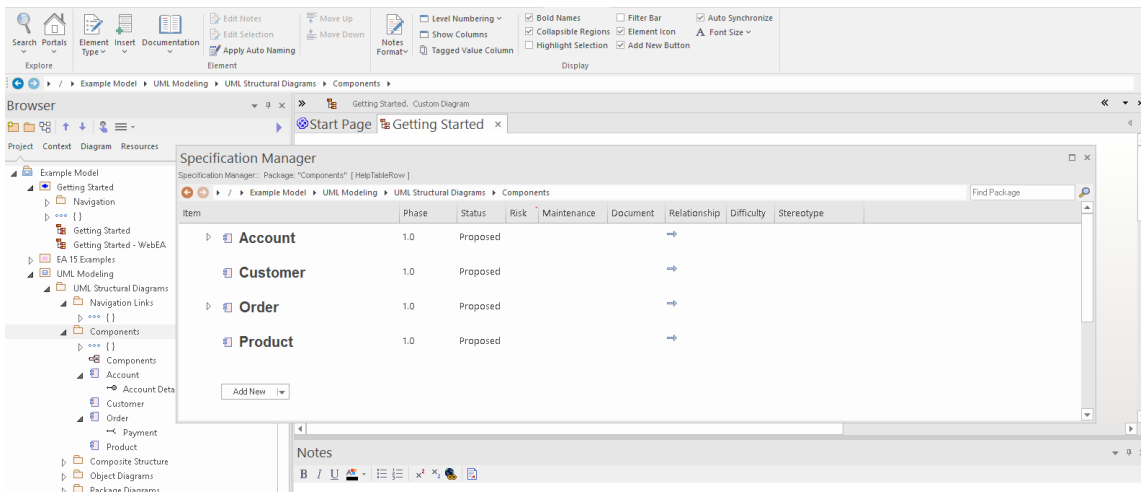 Edit Notes Move Up Level Numbering Bold Names Filter Bar Auto Synchronize
Edit Selection Move Down Show Columns Collapsible Regions Element Icon A Font Size
Apply Auto Naming Tagged Value Column Highlight Selection Add New Button
Search Portals Element Type Insert Documentation Notes Format
Explore Element Display
/ Example Model UML Modeling UML Structural Diagrams Components
Browser
Getting Started. Custom Diagram
Start Page Getting Started ×
Project Context Diagram Resources
Specification Manager
Specification Manager:: Package: "Components" [ HelpTableRow ]
/ Example Model UML Modeling UML Structural Diagrams Components Find Package
Item Phase Status Risk Maintenance Document Relationship Difficulty Stereotype
Account 1.0 Proposed
Customer 1.0 Proposed
Order 1.0 Proposed
Product 1.0 Proposed
Add New
Example Model
Getting Started
Navigation
{ }
Getting Started
Getting Started - WebEA
EA 15 Examples
UML Modeling
UML Structural Diagrams
Navigation Links
{ }
Components
{ }
Components
Account
Account Deta
Customer
Order
Payment
Product
Composite Structure
Object Diagrams
Package Diagrams
Notes
B I U A x² x₂